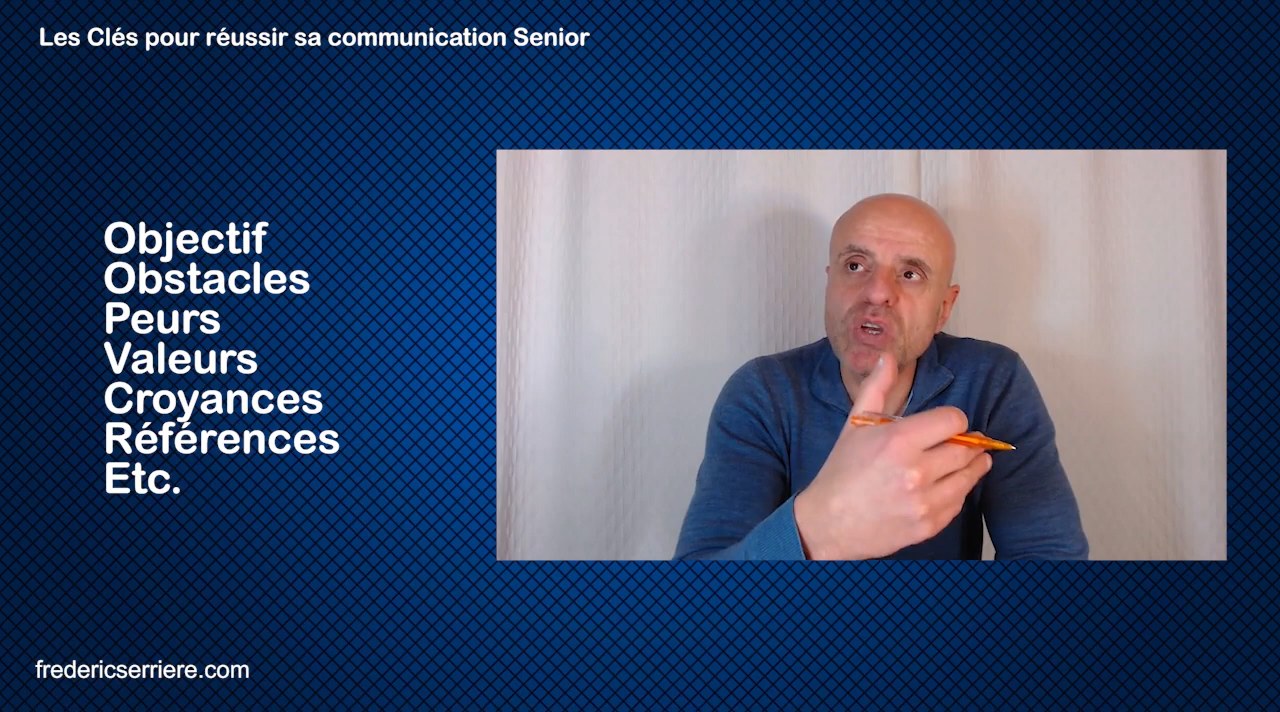 Les Clés pour réussir sa communication Senior
Objectif
Obstacles
Peurs
Valeurs
Croyances
Références
Etc.
fredericserriere.com